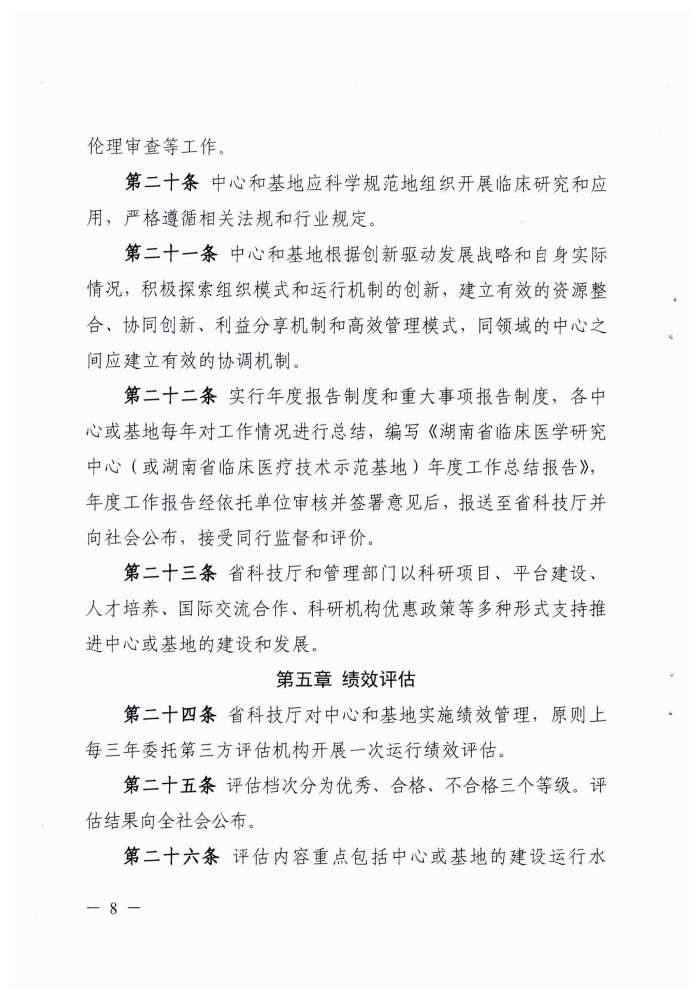 伦理审查等工作。
第二十条 中心和基地应科学规范地组织开展临床研究和应
用，严格遵循相关法规和行业规定。
第二十一条 中心和基地根据创新驱动发展战略和自身实际
情况，积极探索组织模式和运行机制的创新，建立有效的资源整
合、协同创新、利益分享机制和高效管理模式，同领域的中心之
间应建立有效的协调机制。
第二十二条 实行年度报告制度和重大事项报告制度，各中
心或基地每年对工作情况进行总结，编写《湖南省临床医学研究
中心（或湖南省临床医疗技术示范基地）年度工作总结报告》，
年度工作报告经依托单位审核并签署意见后，报送至省科技厅并
向社会公布，接受同行监督和评价。
第二十三条 省科技厅和管理部门以科研项目、平台建设、
人才培养、国际交流合作、科研机构优惠政策等多种形式支持推
进中心或基地的建设和发展。
第五章 绩效评估
第二十四条 省科技厅对中心和基地实施绩效管理，原则上
每三年委托第三方评估机构开展一次运行绩效评估。
第二十五条 评估档次分为优秀、合格、不合格三个等级。评
估结果向全社会公布。
第二十六条 评估内容重点包括中心或基地的建设运行水
— 8 —